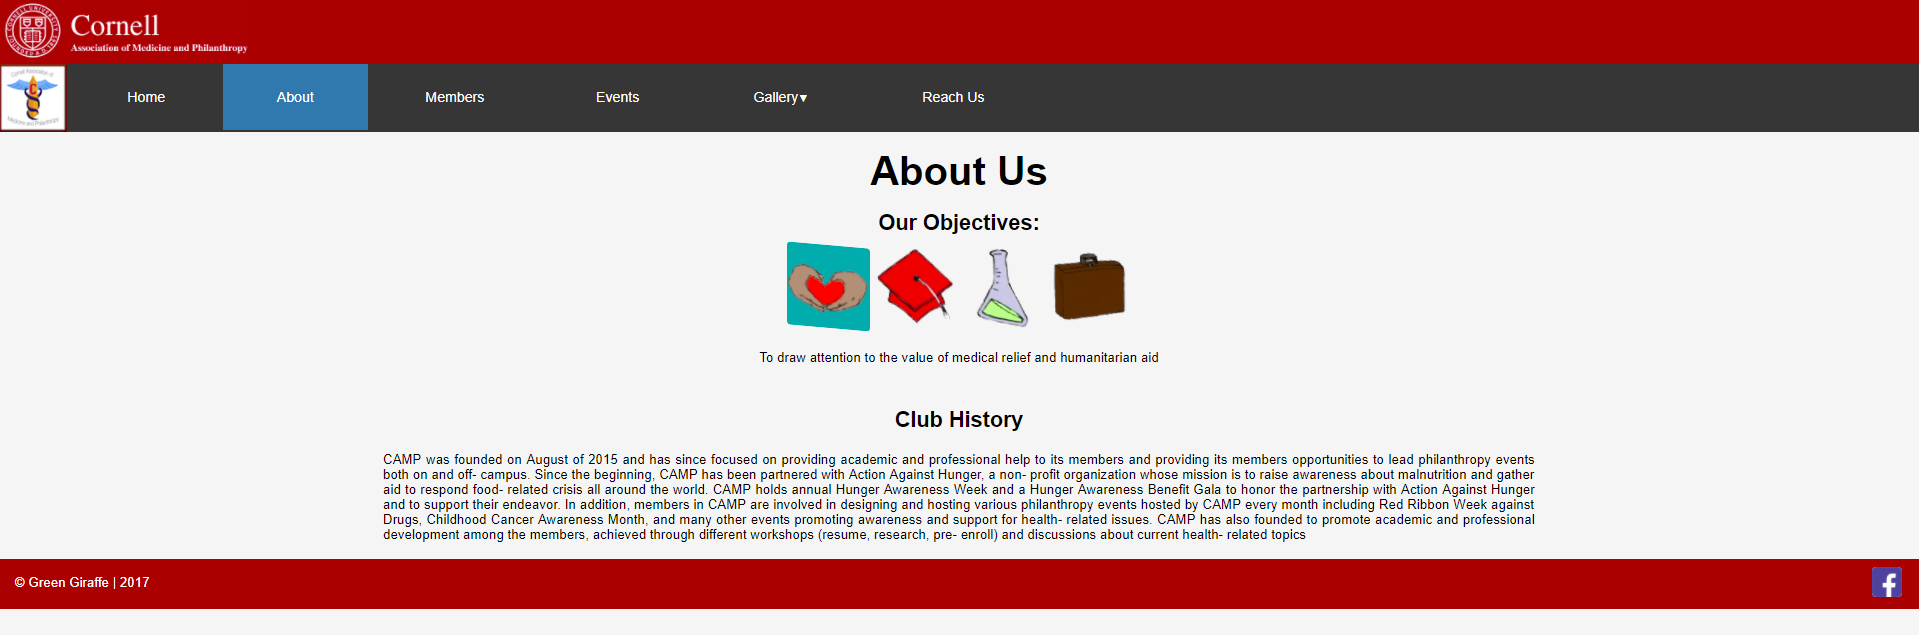 Cornell
Association of Medicine and Philanthropy
Cornell Association of
C
Medicine and Philanthropy
Home
About
Members
Events
Gallery▾
Reach Us
About Us
Our Objectives:
To draw attention to the value of medical relief and humanitarian aid
Club History
CAMP was founded on August of 2015 and has since focused on providing academic and professional help to its members and providing its members opportunities to lead philanthropy events
both on and off- campus. Since the beginning, CAMP has been partnered with Action Against Hunger, a non- profit organization whose mission is to raise awareness about malnutrition and gather
aid to respond food- related crisis all around the world. CAMP holds annual Hunger Awareness Week and a Hunger Awareness Benefit Gala to honor the partnership with Action Against Hunger
and to support their endeavor. In addition, members in CAMP are involved in designing and hosting various philanthropy events hosted by CAMP every month including Red Ribbon Week against
Drugs, Childhood Cancer Awareness Month, and many other events promoting awareness and support for health- related issues. CAMP has also founded to promote academic and professional
development among the members, achieved through different workshops (resume, research, pre- enroll) and discussions about current health- related topics
© Green Giraffe | 2017
f